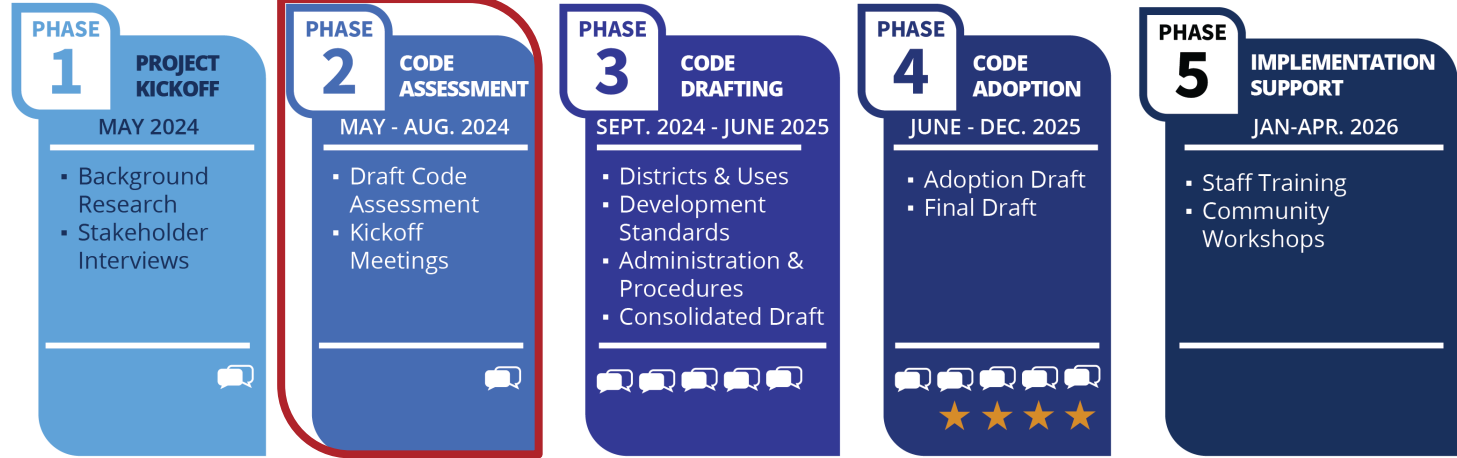 PHASE
1
PROJECT
KICKOFF
MAY 2024
▪ Background
Research
▪ Stakeholder
Interviews
PHASE
2
CODE
ASSESSMENT
MAY - AUG. 2024
▪ Draft Code
Assessment
▪ Kickoff
Meetings
PHASE
3
CODE
DRAFTING
SEPT. 2024 - JUNE 2025
▪ Districts & Uses
▪ Development
Standards
▪ Administration &
Procedures
▪ Consolidated Draft
PHASE
4
CODE
ADOPTION
JUNE - DEC. 2025
▪ Adoption Draft
▪ Final Draft
PHASE
5
IMPLEMENTATION
SUPPORT
JAN-APR. 2026
▪ Staff Training
▪ Community
Workshops